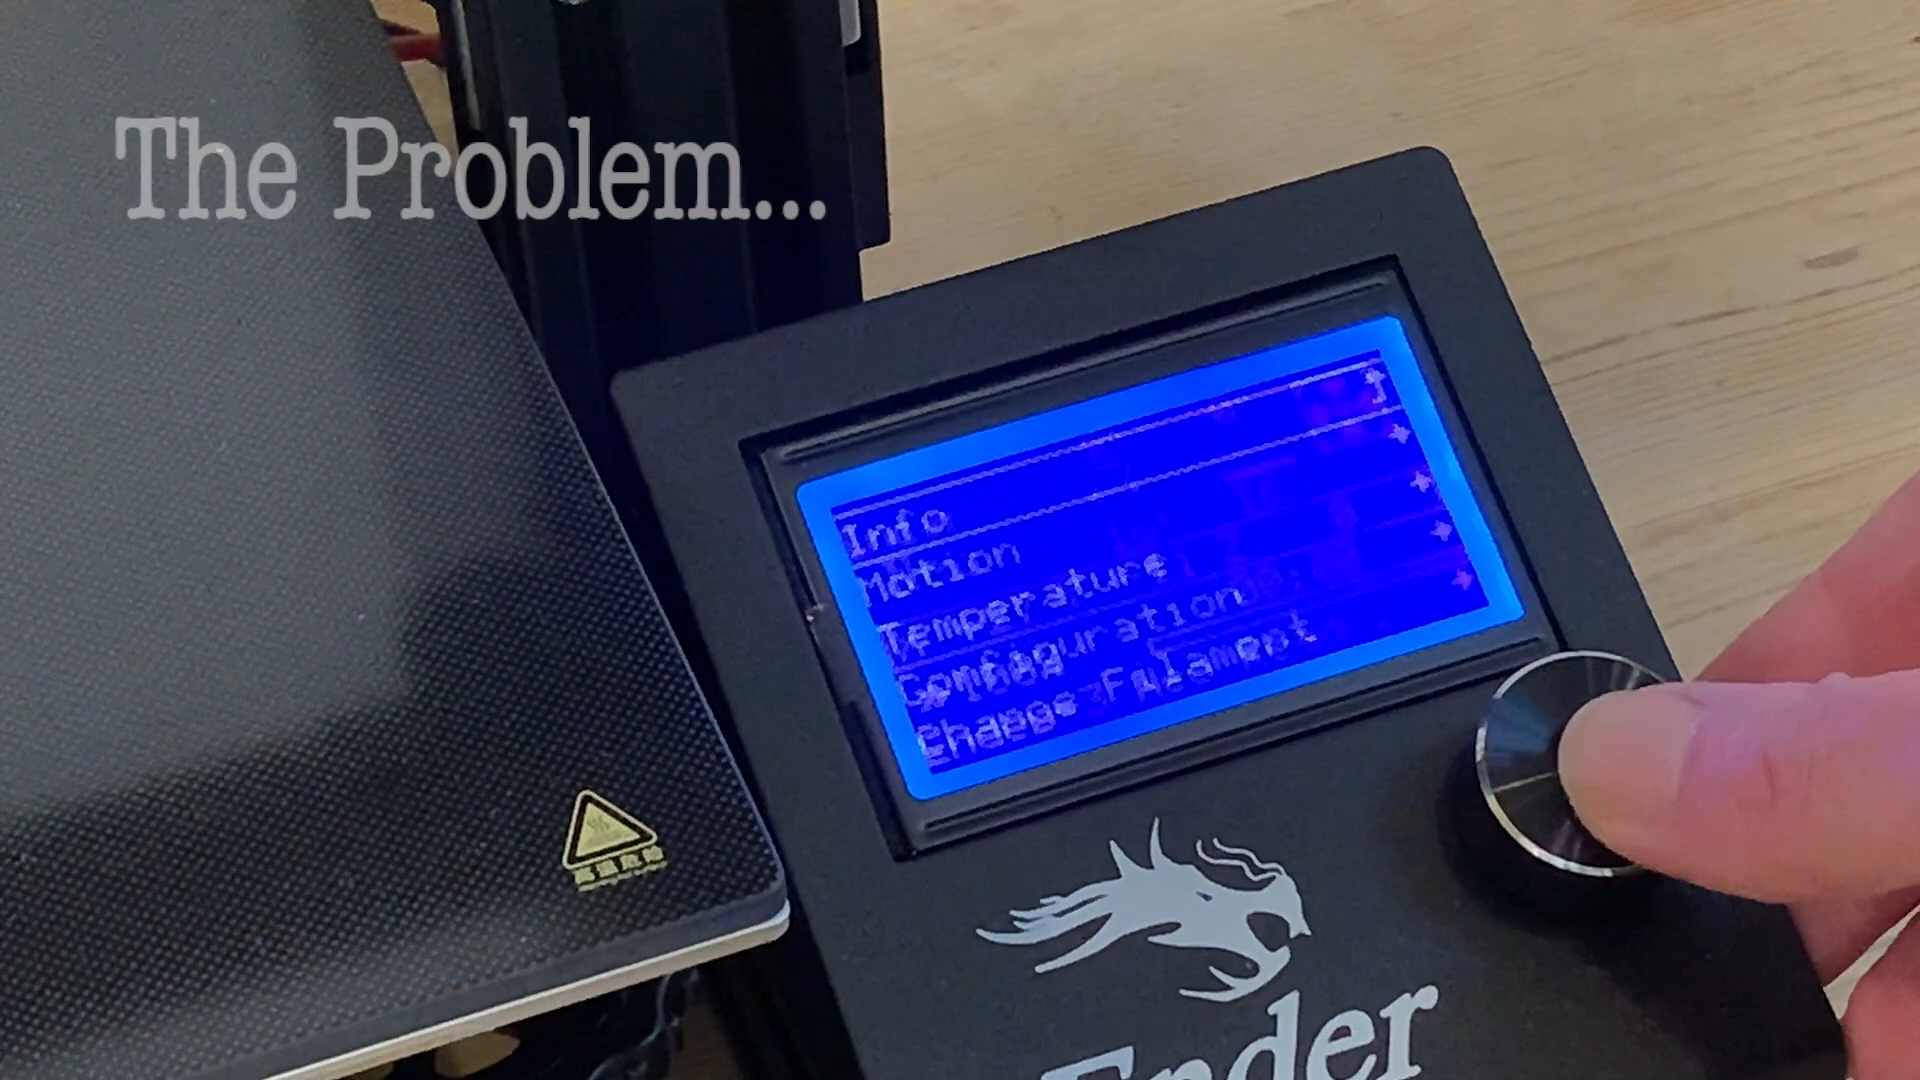 The Problem...
Info
Motion
Temperature
Configuration
Change Filament
Ender